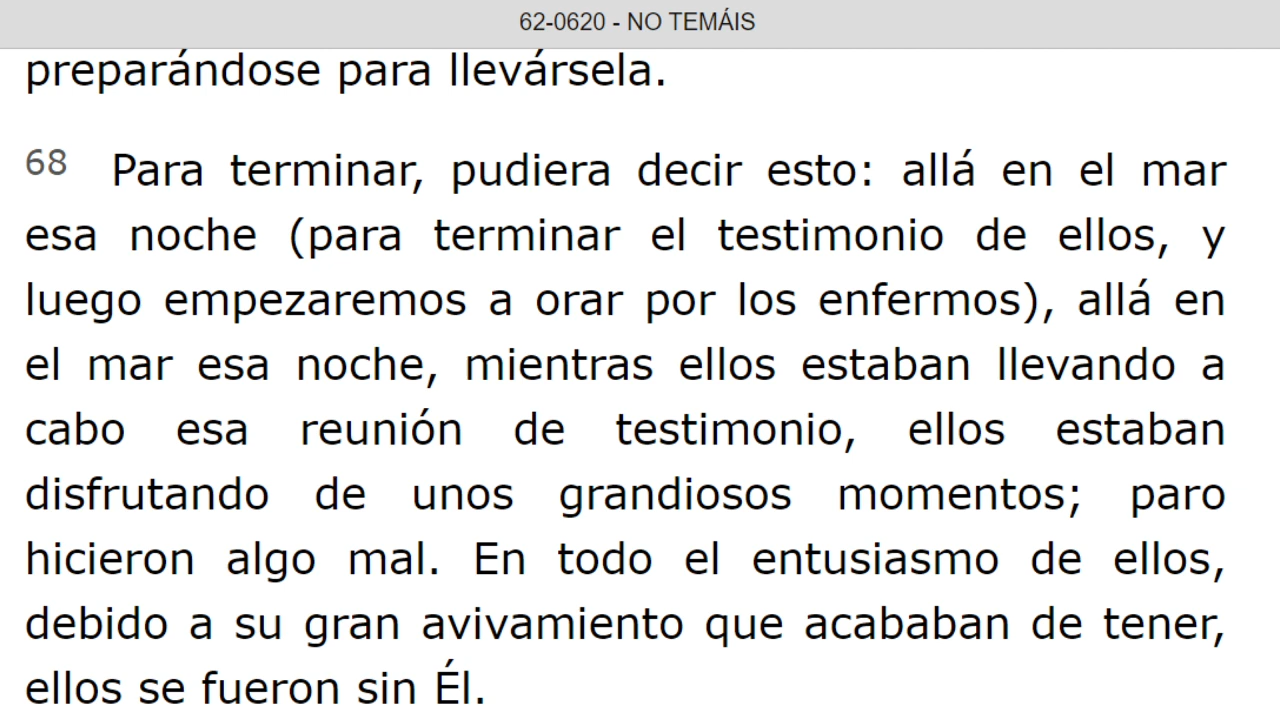 62-0620 - NO TEMÁIS
preparándose para llevársela.
68 Para terminar, pudiera decir esto: allá en el mar
esa noche (para terminar el testimonio de ellos, y
luego empezaremos a orar por los enfermos), allá en
el mar esa noche, mientras ellos estaban llevando a
cabo esa reunión de testimonio, ellos estaban
disfrutando de unos grandiosos momentos; paro
hicieron algo mal. En todo el entusiasmo de ellos,
debido a su gran avivamiento que acababan de tener,
ellos se fueron sin Él.